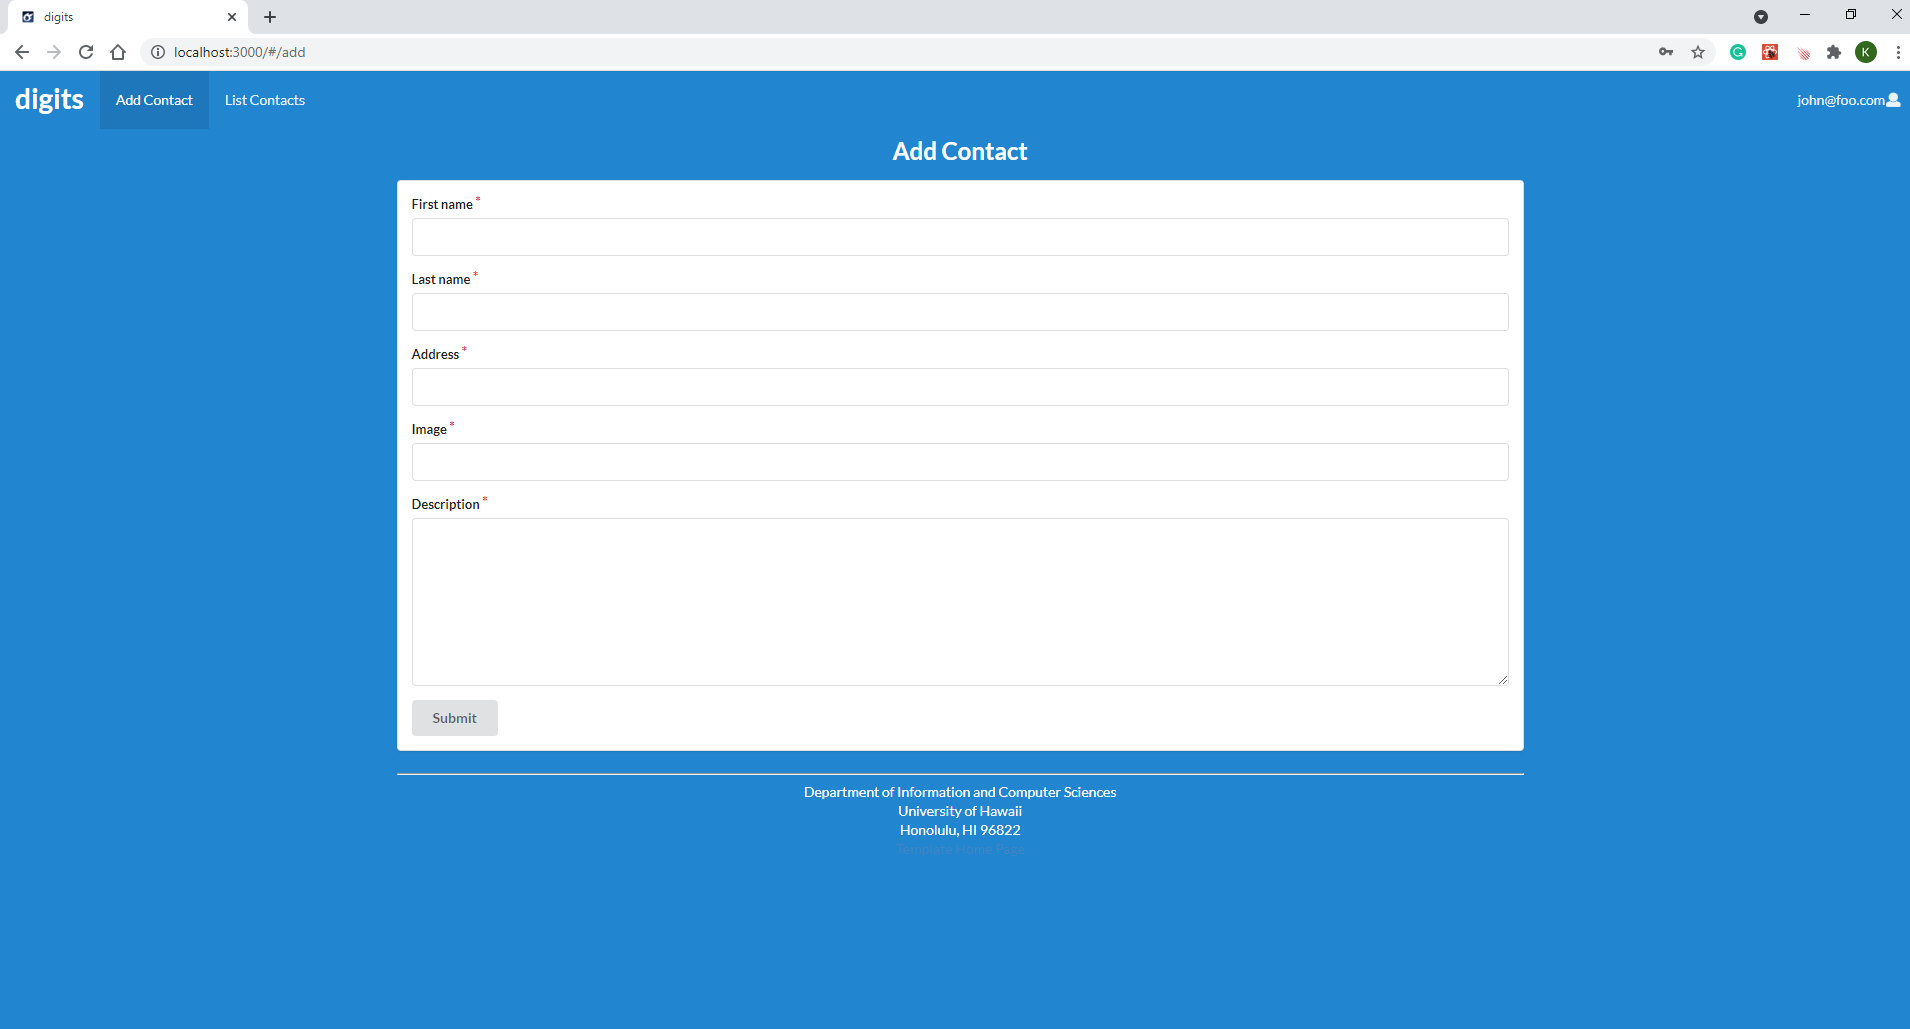 digits
localhost:3000/#/add
K
digits
Add Contact
List Contacts
john@foo.com
Add Contact
First name *
Last name *
Address *
Image *
Description *
Submit
Department of Information and Computer Sciences
University of Hawaii
Honolulu, HI 96822
Template Home Page